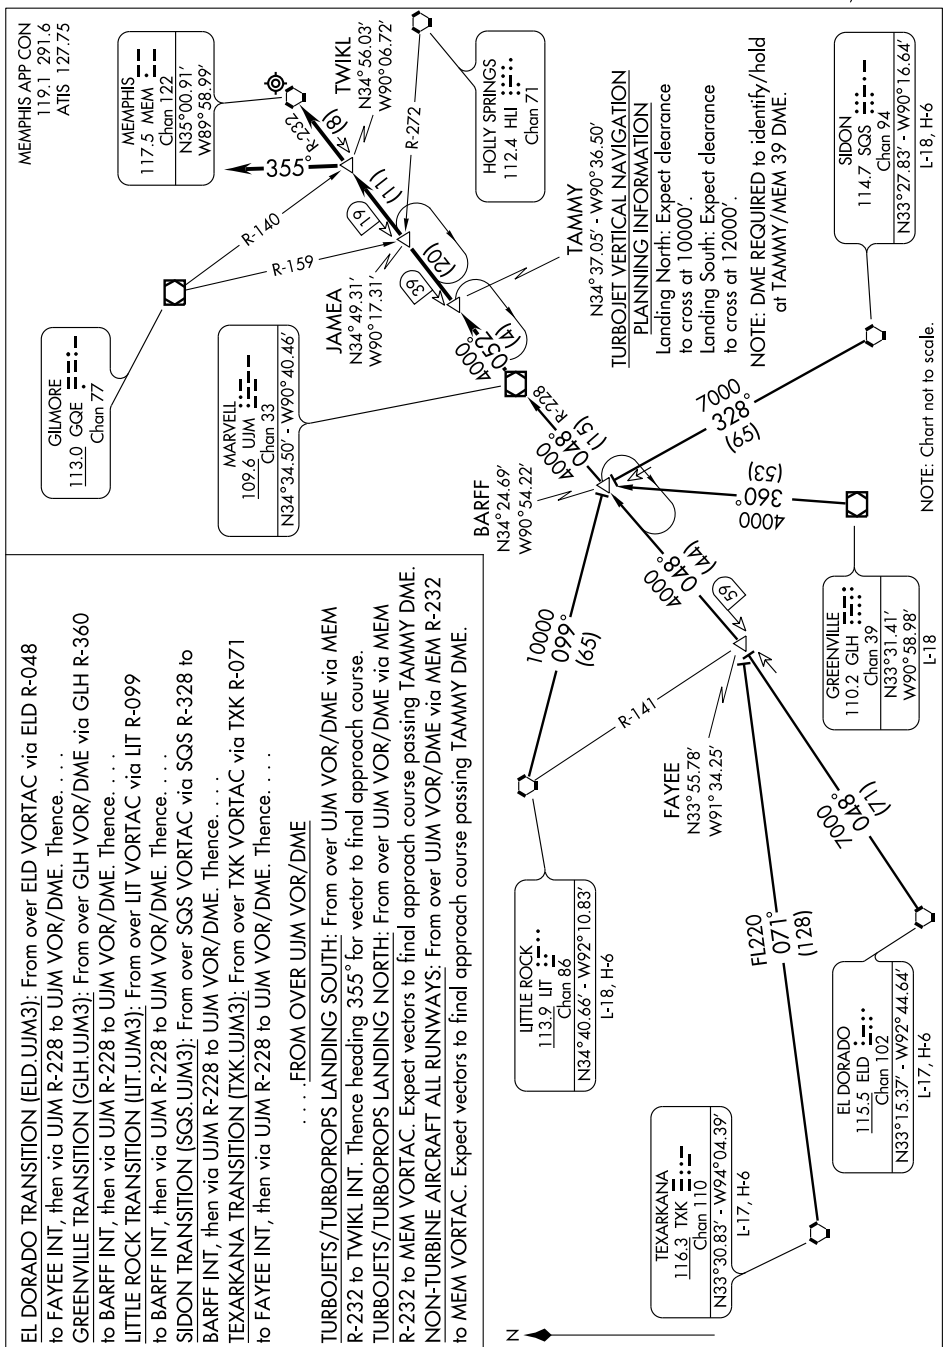 EL DORADO TRANSITION (ELD.UJM3): From over ELD VORTAC via ELD R-048
to FAYEE INT, then via UJM R-228 to UJM VOR/DME. Thence. . . .
GREENVILLE TRANSITION (GLH.UJM3): From over GLH VOR/DME via GLH R-360
to BARFF INT, then via UJM R-228 to UJM VOR/DME. Thence. . . .
LITTLE ROCK TRANSITION (LIT.UJM3): From over LIT VORTAC via LIT R-099
to BARFF INT, then via UJM R-228 to UJM VOR/DME. Thence. . . .
SIDON TRANSITION (SQS.UJM3): From over SQS VORTAC via SQS R-328 to
BARFF INT, then via UJM R-228 to UJM VOR/DME. Thence. . . .
TEXARKANA TRANSITION (TXK.UJM3): From over TXK VORTAC via TXK R-071
to FAYEE INT, then via UJM R-228 to UJM VOR/DME. Thence. . . .
. . . .FROM OVER UJM VOR/DME
TURBOJETS/TURBOPROPS LANDING SOUTH: From over UJM VOR/DME via MEM
R-232 to TWIKL INT. Thence heading 355° for vector to final approach course.
TURBOJETS/TURBOPROPS LANDING NORTH: From over UJM VOR/DME via MEM
R-232 to MEM VORTAC. Expect vectors to final approach course passing TAMMY DME.
NON-TURBINE AIRCRAFT ALL RUNWAYS: From over UJM VOR/DME via MEM R-232
to MEM VORTAC. Expect vectors to final approach course passing TAMMY DME.
MEMPHIS APP CON
119.1 291.6
ATIS 127.75
MEMPHIS
117.5 MEM
Chan 122
N35°00.91'
W89°58.99'
TWIKL
N34°56.03'
W90°06.72'
HOLLY SPRINGS
112.4 HLI
Chan 71
GILMORE
113.0 GQE
Chan 77
R-140
R-159
R-272
R-232
355°
(8)
(11)
19
(20)
39
JAMEA
N34°49.31'
W90°17.31'
TAMMY
N34°37.05' - W90°36.50'
TURBOJET VERTICAL NAVIGATION
PLANNING INFORMATION
Landing North: Expect clearance
to cross at 10000'.
Landing South: Expect clearance
to cross at 12000'.
NOTE: DME REQUIRED to identify/hold
at TAMMY/MEM 39 DME.
MARVELL
109.6 UJM
Chan 33
N34°34.50' - W90°40.46'
4000
052°
(4)
R-228
4000
048°
(15)
BARFF
N34°24.69'
W90°54.22'
SIDON
114.7 SQS
Chan 94
N33°27.83' - W90°16.64'
L-18, H-6
7000
328°
(65)
4000
360°
(53)
GREENVILLE
110.2 GLH
Chan 39
N33°31.41'
W90°58.98'
L-18
4000
048°
(44)
59
10000
099°
(65)
R-141
LITTLE ROCK
113.9 LIT
Chan 86
N34°40.66' - W92°10.83'
L-18, H-6
FAYEE
N33°55.78'
W91°34.25'
7000
048°
(71)
FL220
071°
(128)
EL DORADO
115.5 ELD
Chan 102
N33°15.37' - W92°44.64'
L-17, H-6
TEXARKANA
116.3 TXK
Chan 110
N33°30.83' - W94°04.39'
L-17, H-6
N
NOTE: Chart not to scale.